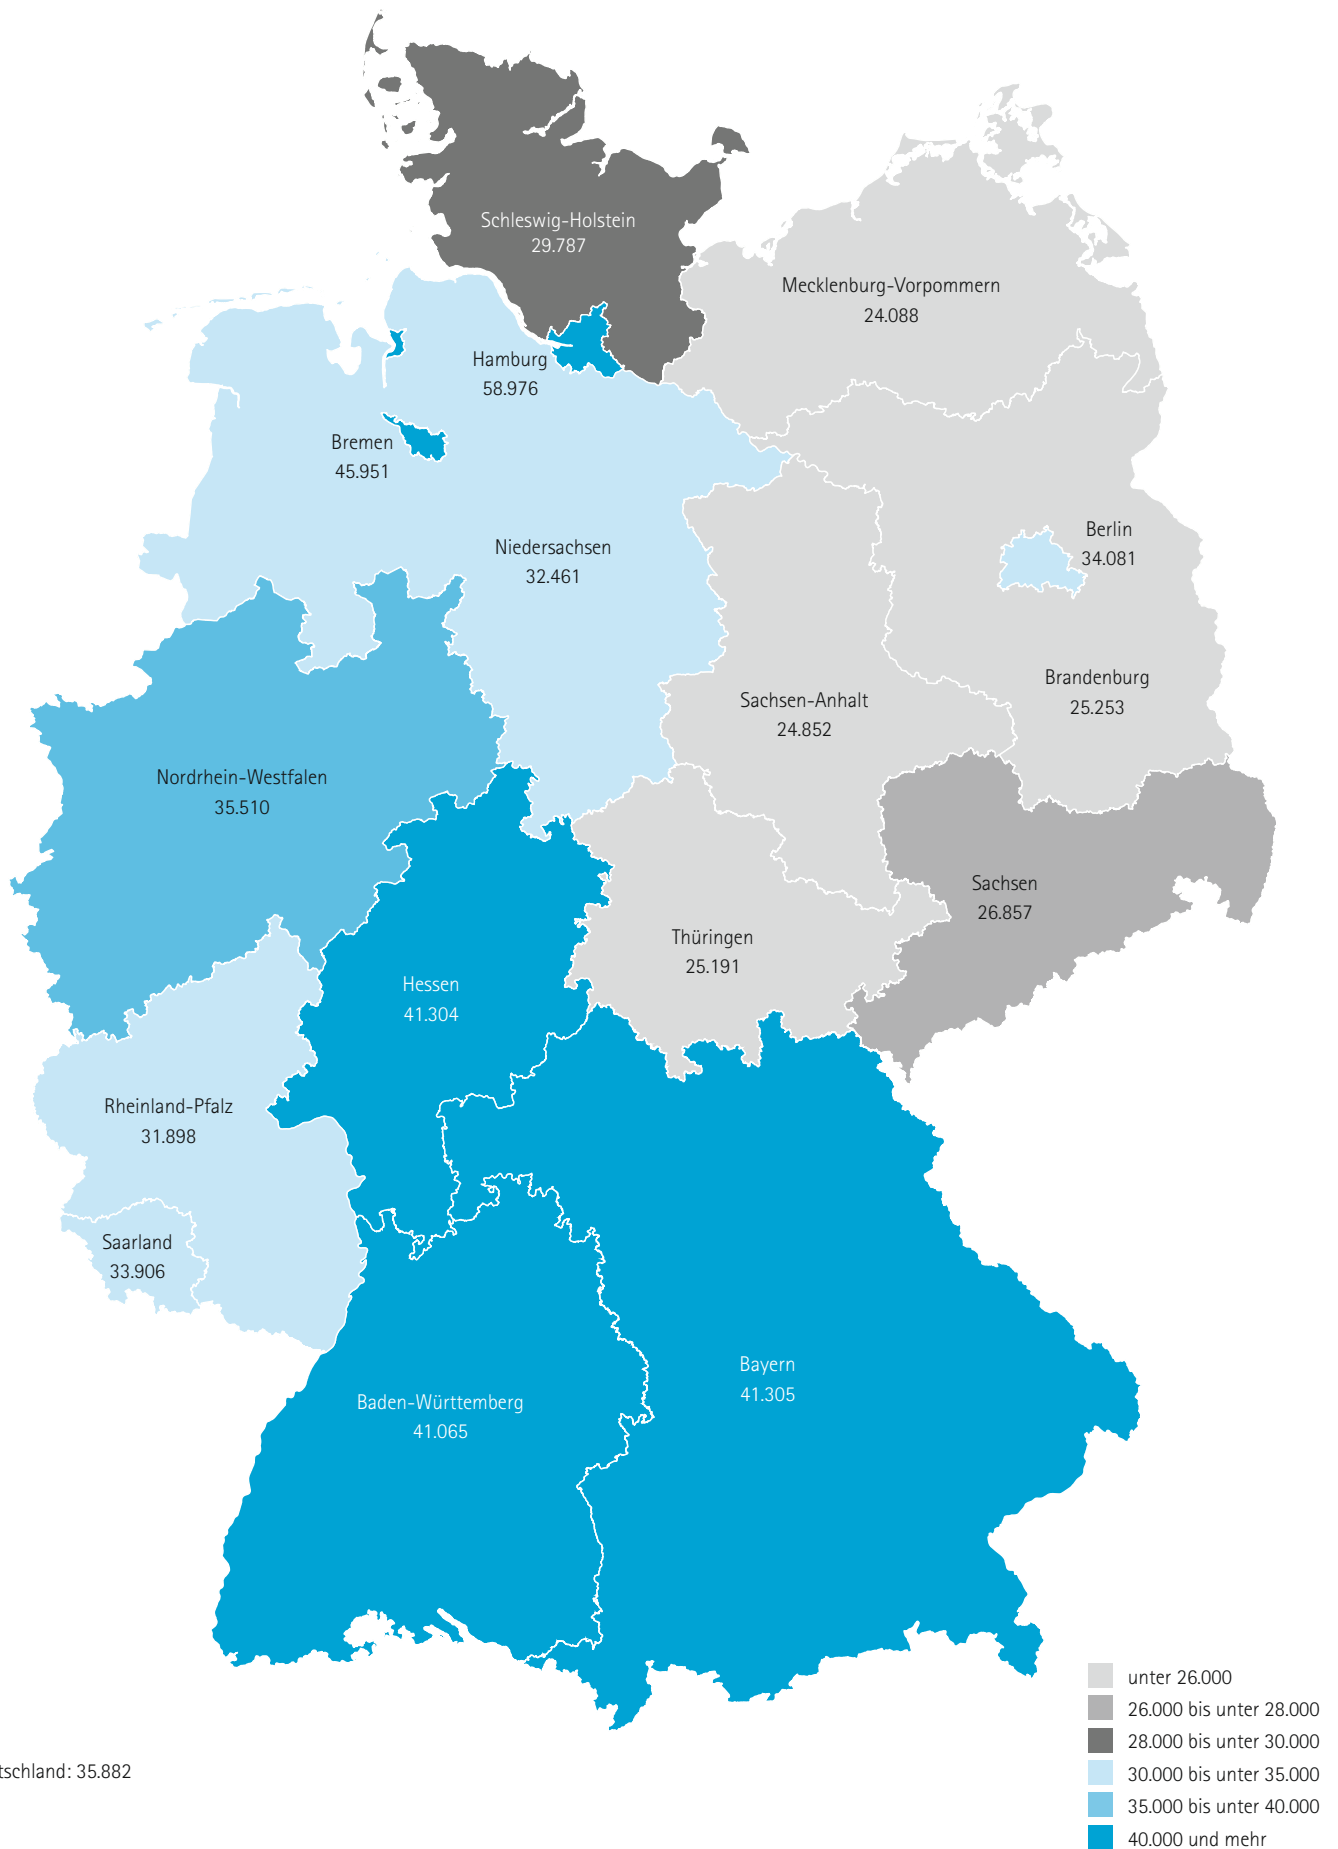 Schleswig-Holstein
29.787
Mecklenburg-Vorpommern
24.088
Hamburg
58.976
Bremen
45.951
Berlin
34.081
Niedersachsen
32.461
Brandenburg
25.253
Sachsen-Anhalt
24.852
Nordrhein-Westfalen
35.510
Sachsen
26.857
Thüringen
25.191
Hessen
41.304
Rheinland-Pfalz
31.898
Saarland
33.906
Bayern
41.305
Baden-Württemberg
41.065
unter 26.000
26.000 bis unter 28.000
28.000 bis unter 30.000
30.000 bis unter 35.000
35.000 bis unter 40.000
40.000 und mehr
tschland: 35.882